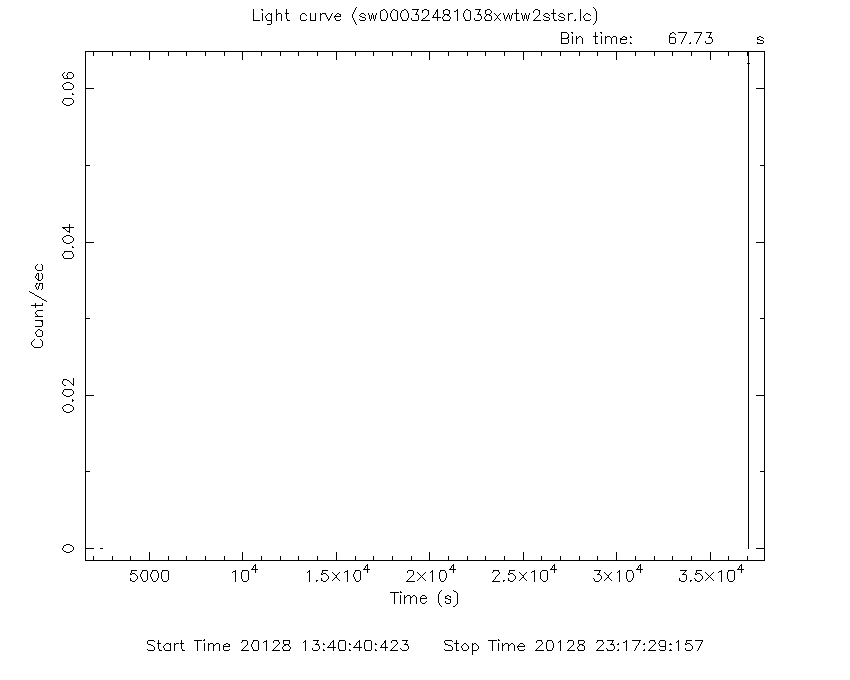 Light curve (sw00032481038xwtw2stsr.lc)
Bin time: 67.73 s
0.06
0.04
0.02
0
Count/sec
5000 10⁴ 1.5×10⁴ 2×10⁴ 2.5×10⁴ 3×10⁴ 3.5×10⁴
Time (s)
Start Time 20128 13:40:40:423 Stop Time 20128 23:17:29:157